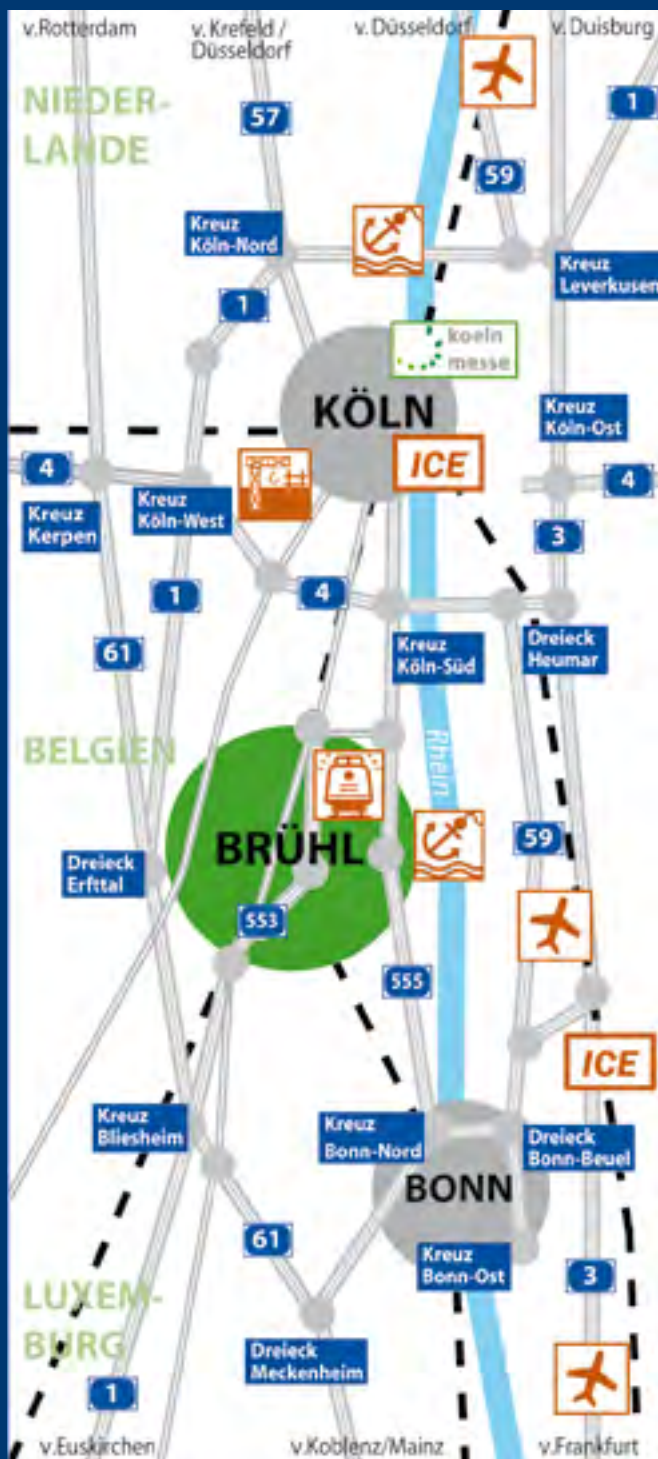 v.Rotterdam
v. Krefeld /
Düsseldorf
v.Düsseldorf
v. Duisburg
NIEDER-
LANDE
57
1
59
Kreuz
Köln-Nord
Kreuz
Leverkusen
1
koeln
messe
KÖLN
Kreuz
Köln-Ost
ICE
4
Kreuz
Kerpen
Kreuz
Köln-West
4
3
1
4
61
Kreuz
Köln-Süd
Dreieck
Heumar
BELGIEN
Rhein
BRÜHL
59
Dreieck
Erfttal
553
555
ICE
Kreuz
Bliesheim
Kreuz
Bonn-Nord
Dreieck
Bonn-Beuel
BONN
61
Kreuz
Bonn-Ost
3
LUXEM-
BURG
Dreieck
Meckenheim
1
v.Euskirchen
v.Koblenz/Mainz
v.Frankfurt